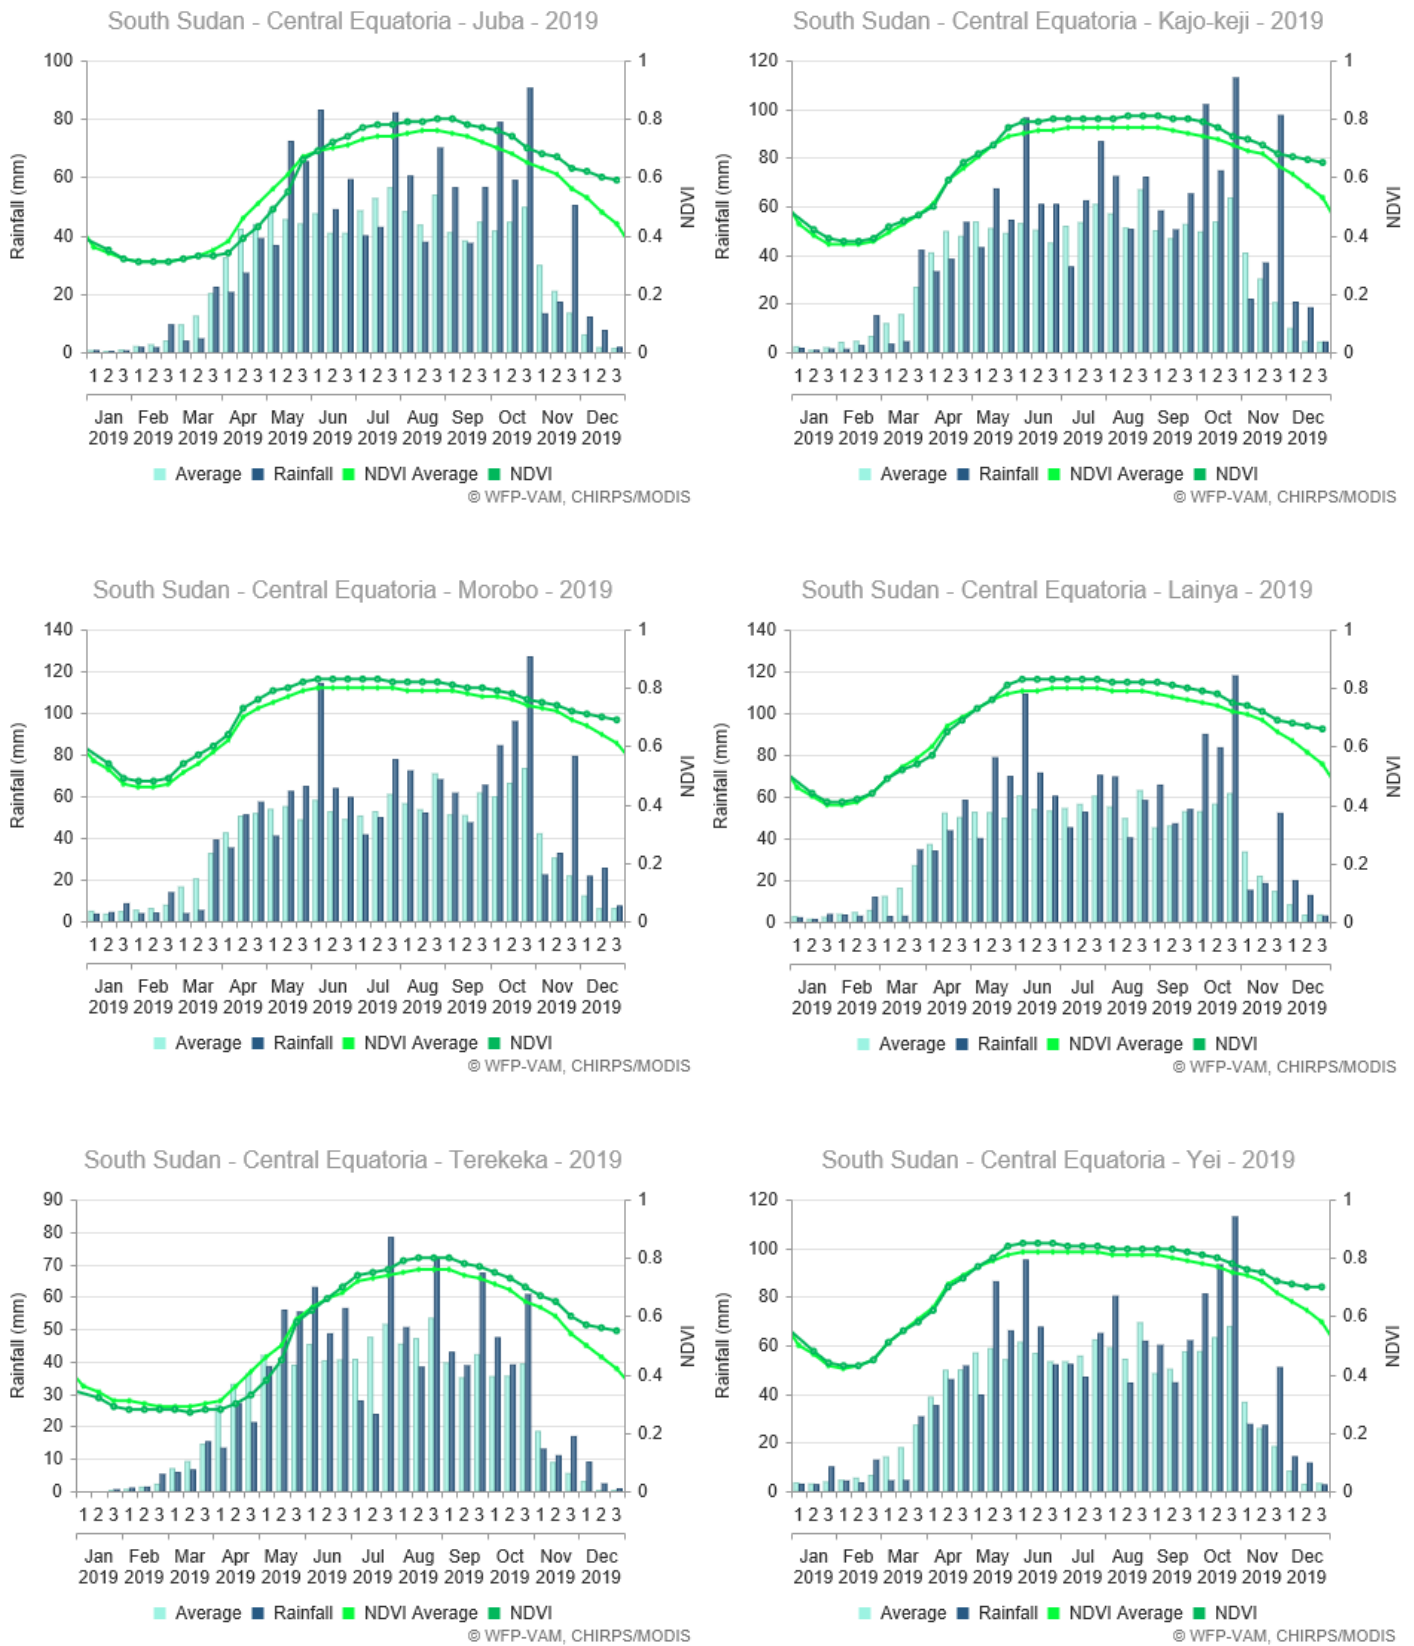 South Sudan - Central Equatoria - Juba - 2019
100
80
60
40
20
0
Rainfall (mm)
1
0.8
0.6
0.4
0.2
0
NDVI
1 2 3 1 2 3 1 2 3 1 2 3 1 2 3 1 2 3 1 2 3 1 2 3 1 2 3 1 2 3 1 2 3 1 2 3
Jan Feb Mar Apr May Jun Jul Aug Sep Oct Nov Dec
2019 2019 2019 2019 2019 2019 2019 2019 2019 2019 2019 2019
Average Rainfall NDVI Average NDVI
© WFP-VAM, CHIRPS/MODIS
South Sudan - Central Equatoria - Kajo-keji - 2019
120
100
80
60
40
20
0
Rainfall (mm)
1
0.8
0.6
0.4
0.2
0
NDVI
1 2 3 1 2 3 1 2 3 1 2 3 1 2 3 1 2 3 1 2 3 1 2 3 1 2 3 1 2 3 1 2 3 1 2 3
Jan Feb Mar Apr May Jun Jul Aug Sep Oct Nov Dec
2019 2019 2019 2019 2019 2019 2019 2019 2019 2019 2019 2019
Average Rainfall NDVI Average NDVI
© WFP-VAM, CHIRPS/MODIS
South Sudan - Central Equatoria - Morobo - 2019
140
120
100
80
60
40
20
0
Rainfall (mm)
1
0.8
0.6
0.4
0.2
0
NDVI
1 2 3 1 2 3 1 2 3 1 2 3 1 2 3 1 2 3 1 2 3 1 2 3 1 2 3 1 2 3 1 2 3 1 2 3
Jan Feb Mar Apr May Jun Jul Aug Sep Oct Nov Dec
2019 2019 2019 2019 2019 2019 2019 2019 2019 2019 2019 2019
Average Rainfall NDVI Average NDVI
© WFP-VAM, CHIRPS/MODIS
South Sudan - Central Equatoria - Lainya - 2019
140
120
100
80
60
40
20
0
Rainfall (mm)
1
0.8
0.6
0.4
0.2
0
NDVI
1 2 3 1 2 3 1 2 3 1 2 3 1 2 3 1 2 3 1 2 3 1 2 3 1 2 3 1 2 3 1 2 3 1 2 3
Jan Feb Mar Apr May Jun Jul Aug Sep Oct Nov Dec
2019 2019 2019 2019 2019 2019 2019 2019 2019 2019 2019 2019
Average Rainfall NDVI Average NDVI
© WFP-VAM, CHIRPS/MODIS
South Sudan - Central Equatoria - Terekeka - 2019
90
80
70
60
50
40
30
20
10
0
Rainfall (mm)
1
0.8
0.6
0.4
0.2
0
NDVI
1 2 3 1 2 3 1 2 3 1 2 3 1 2 3 1 2 3 1 2 3 1 2 3 1 2 3 1 2 3 1 2 3 1 2 3
Jan Feb Mar Apr May Jun Jul Aug Sep Oct Nov Dec
2019 2019 2019 2019 2019 2019 2019 2019 2019 2019 2019 2019
Average Rainfall NDVI Average NDVI
© WFP-VAM, CHIRPS/MODIS
South Sudan - Central Equatoria - Yei - 2019
120
100
80
60
40
20
0
Rainfall (mm)
1
0.8
0.6
0.4
0.2
0
NDVI
1 2 3 1 2 3 1 2 3 1 2 3 1 2 3 1 2 3 1 2 3 1 2 3 1 2 3 1 2 3 1 2 3 1 2 3
Jan Feb Mar Apr May Jun Jul Aug Sep Oct Nov Dec
2019 2019 2019 2019 2019 2019 2019 2019 2019 2019 2019 2019
Average Rainfall NDVI Average NDVI
© WFP-VAM, CHIRPS/MODIS